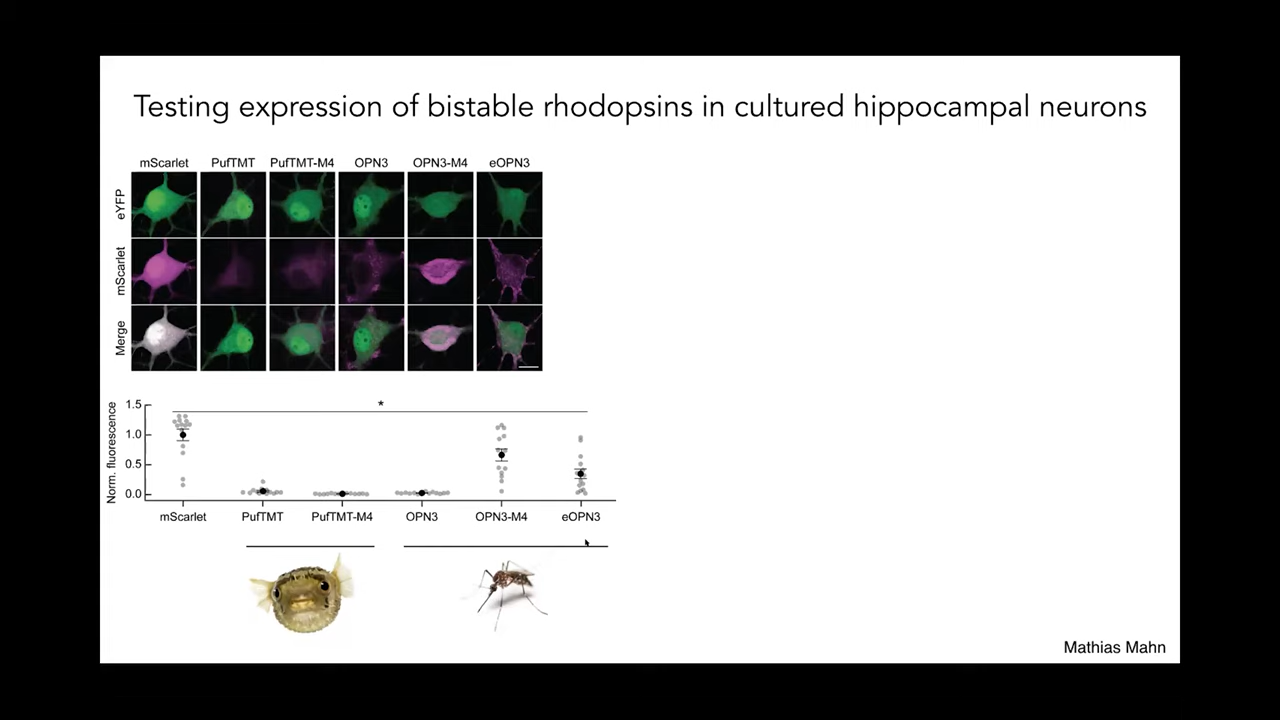 Testing expression of bistable rhodopsins in cultured hippocampal neurons
mScarlet PufTMT PufTMT-M4 OPN3 OPN3-M4 eOPN3
eYFP
mScarlet
Merge
Norm. fluorescence
1.5
*
1.0
0.5
0.0
mScarlet PufTMT PufTMT-M4 OPN3 OPN3-M4 eOPN3
Mathias Mahn